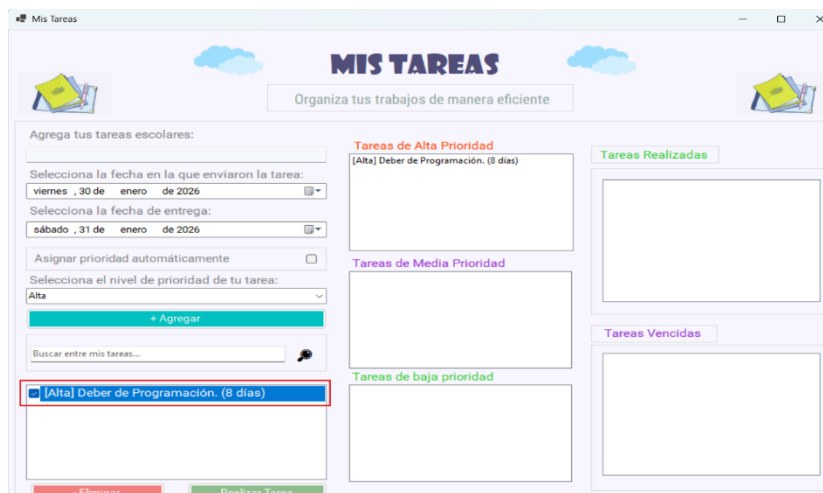 Mis Tareas
MIS TAREAS
Organiza tus trabajos de manera eficiente
Agrega tus tareas escolares:
Selecciona la fecha en la que enviaron la tarea:
viernes , 30 de enero de 2026
Selecciona la fecha de entrega:
sábado , 31 de enero de 2026
Asignar prioridad automáticamente
Selecciona el nivel de prioridad de tu tarea:
Alta
+ Agregar
Buscar entre mis tareas...
[Alta] Deber de Programación. (8 días)
- Eliminar
Realizar Tarea
Tareas de Alta Prioridad
[Alta] Deber de Programación. (8 días)
Tareas de Media Prioridad
Tareas de baja prioridad
Tareas Realizadas
Tareas Vencidas